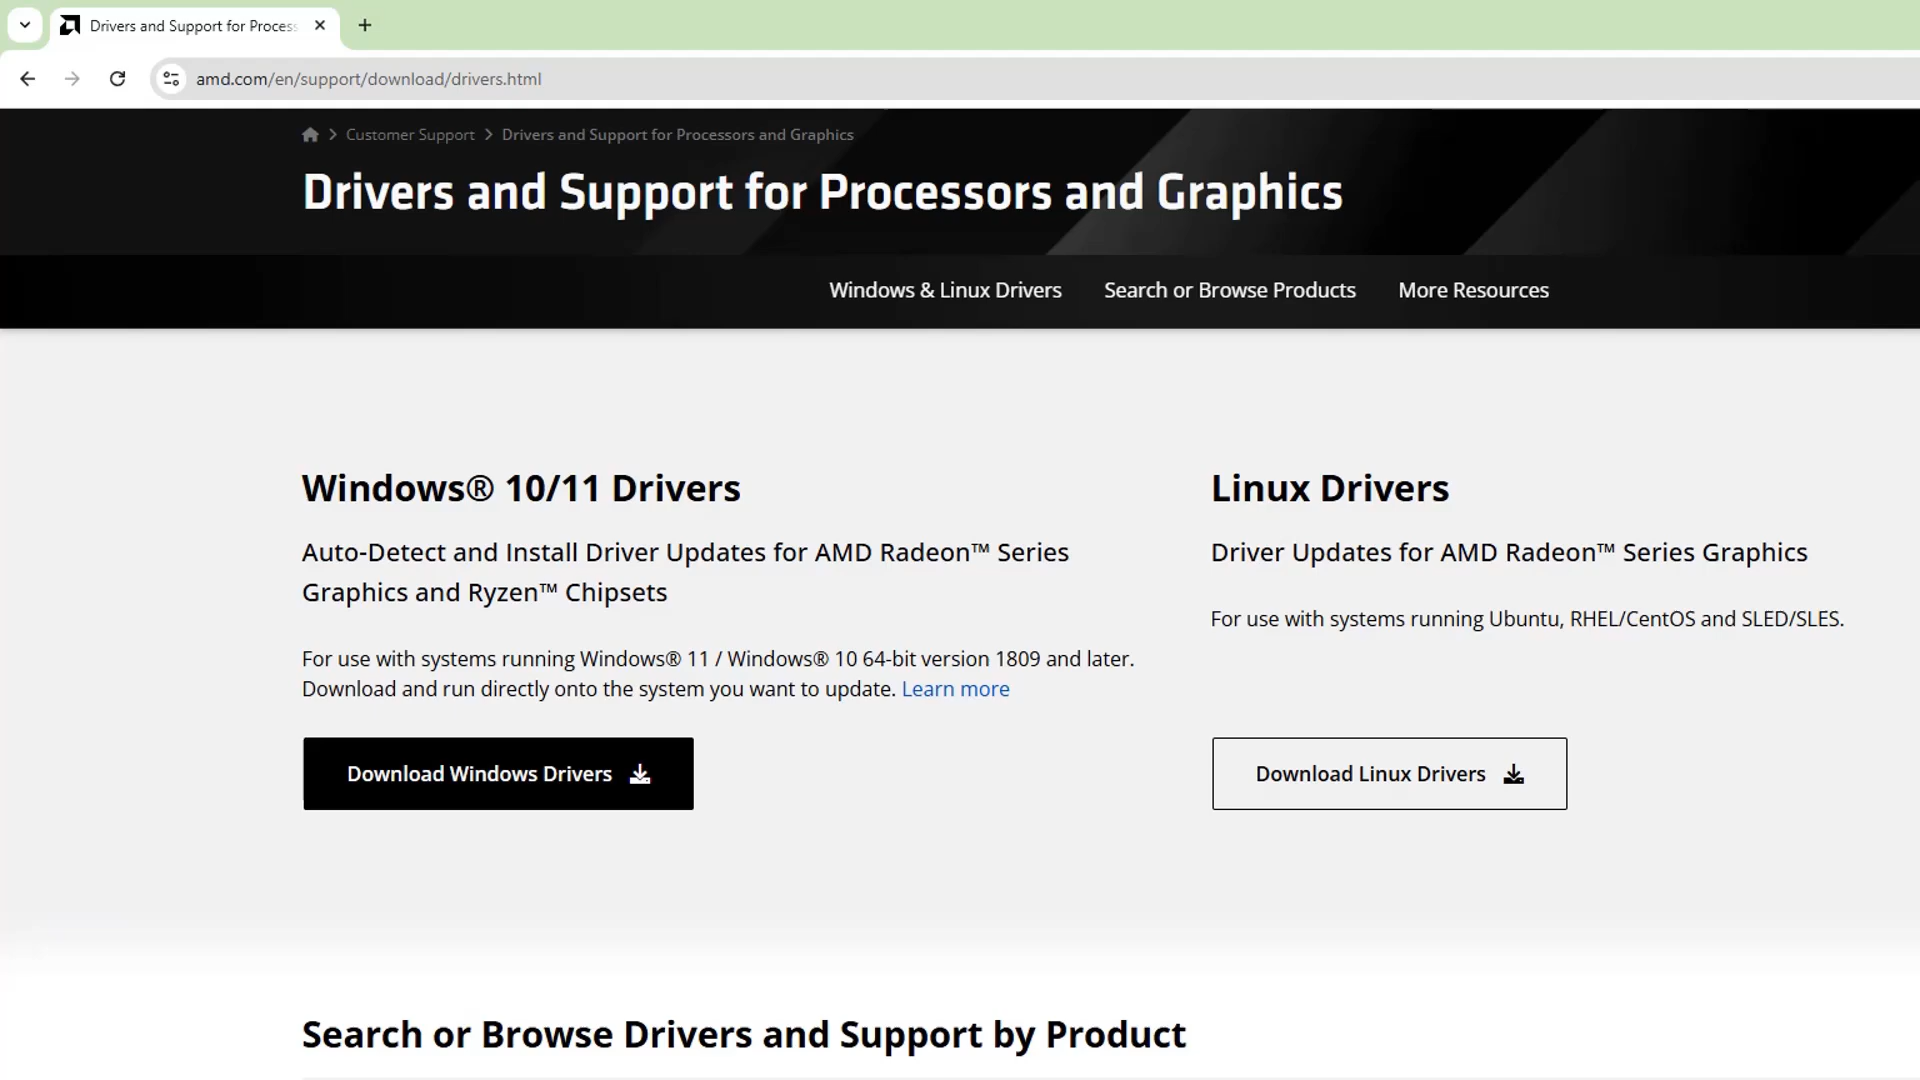 Drivers and Support for Process
amd.com/en/support/download/drivers.html
Customer Support
Drivers and Support for Processors and Graphics
Drivers and Support for Processors and Graphics
Windows & Linux Drivers
Search or Browse Products
More Resources
Windows® 10/11 Drivers
Auto-Detect and Install Driver Updates for AMD Radeon™ Series
Graphics and Ryzen™ Chipsets
For use with systems running Windows® 11 / Windows® 10 64-bit version 1809 and later.
Download and run directly onto the system you want to update. Learn more
Download Windows Drivers
Linux Drivers
Driver Updates for AMD Radeon™ Series Graphics
For use with systems running Ubuntu, RHEL/CentOS and SLED/SLES.
Download Linux Drivers
Search or Browse Drivers and Support by Product